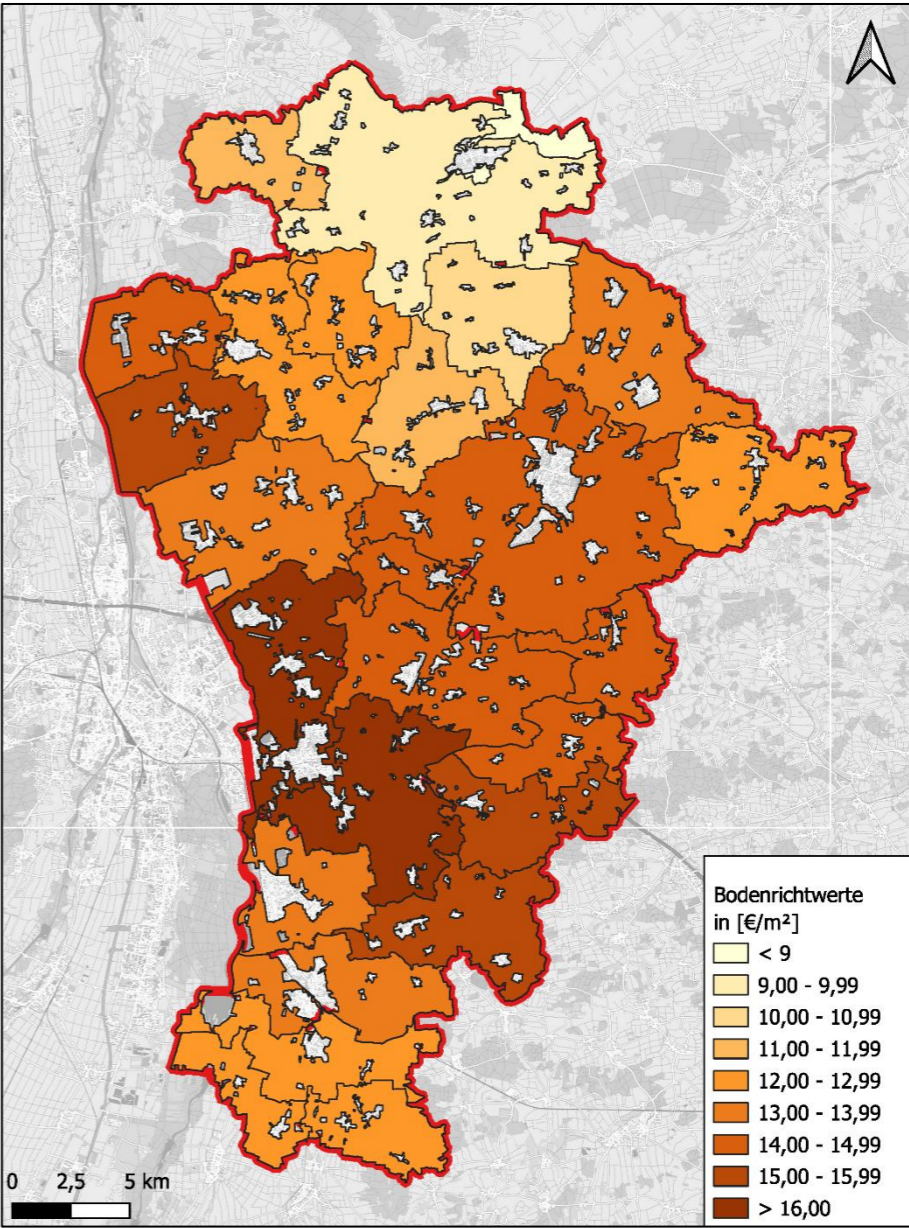 Bodenrichtwerte
in [€/m²]
< 9
9,00 - 9,99
10,00 - 10,99
11,00 - 11,99
12,00 - 12,99
13,00 - 13,99
14,00 - 14,99
15,00 - 15,99
> 16,00
0 2,5 5 km